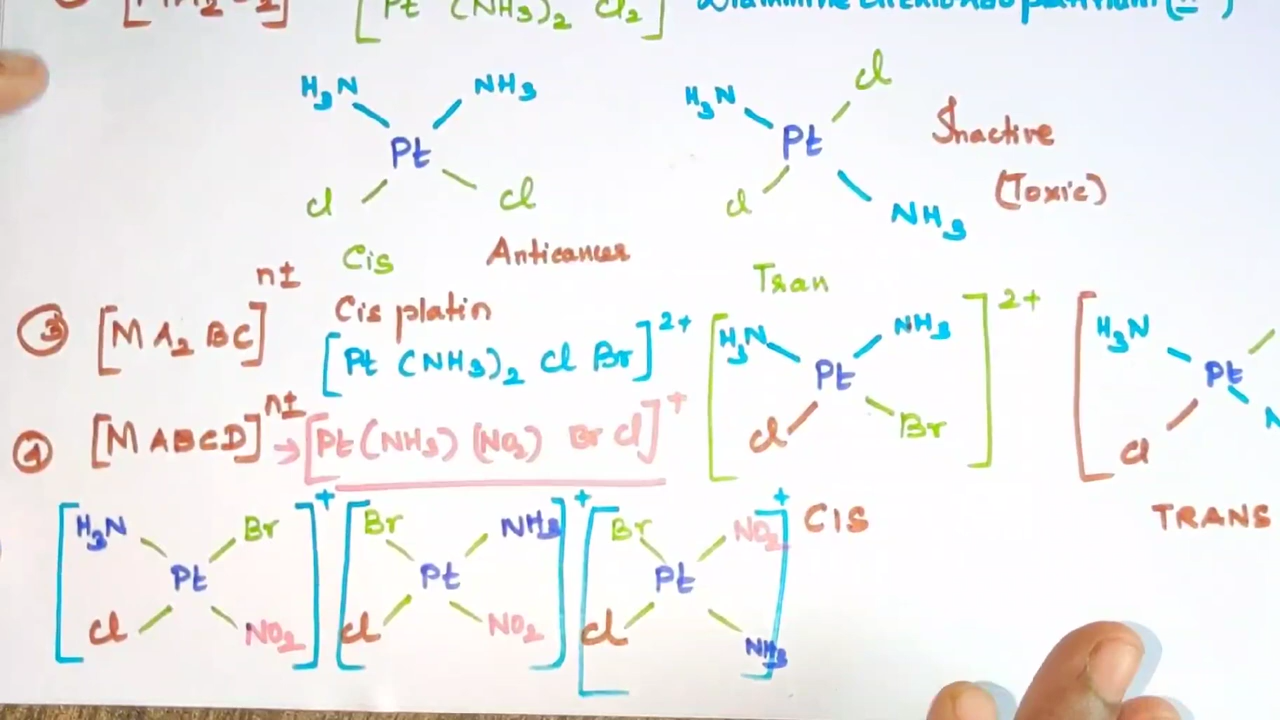 [Pt (NH3)2 Cl2]
H3N NH3 H3N Cl
Pt Pt Inactive
Cl Cl Cl NH3 (Toxic)
Cis Anticancer Tran
Cis platin
③ [M A2 BC]n± [Pt (NH3)2 Cl Br]2+
[H3N NH3 Pt Cl Br]2+
[H3N Pt Cl
④ [M ABCD]n± → [Pt (NH3) (NO2) Br Cl]+
CIS TRANS
[H3N Br Pt Cl NO2]+ [Br NH3 Pt Cl NO2]+ [Br NO2 Pt Cl NH3]+